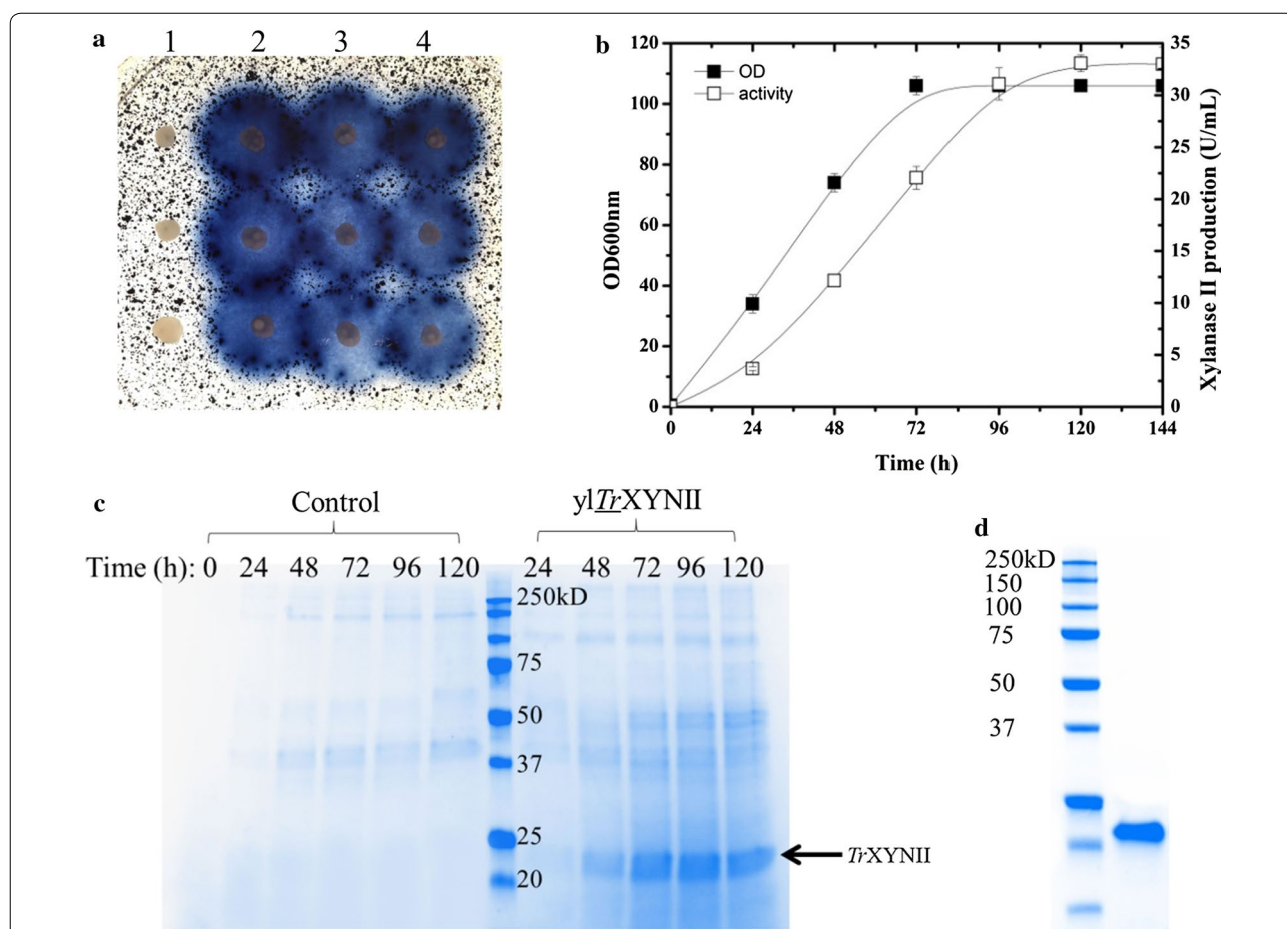 a
1 2 3 4
b
OD
activity
120
100
80
60
40
20
0
OD600nm
35
30
25
20
15
10
5
0
Xylanase II production (U/mL)
0 24 48 72 96 120 144
Time (h)
c
Control
ylTrXYNII
Time (h): 0 24 48 72 96 120
24 48 72 96 120
250kD
75
50
37
25
20
TrXYNII
d
250kD
150
100
75
50
37